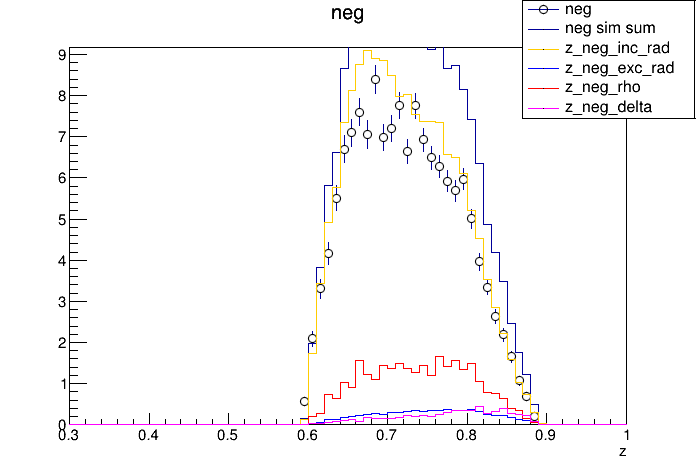 neg
neg
neg sim sum
z_neg_inc_rad
z_neg_exc_rad
z_neg_rho
z_neg_delta
9
8
7
6
5
4
3
2
1
0
0.3 0.4 0.5 0.6 0.7 0.8 0.9 1
z